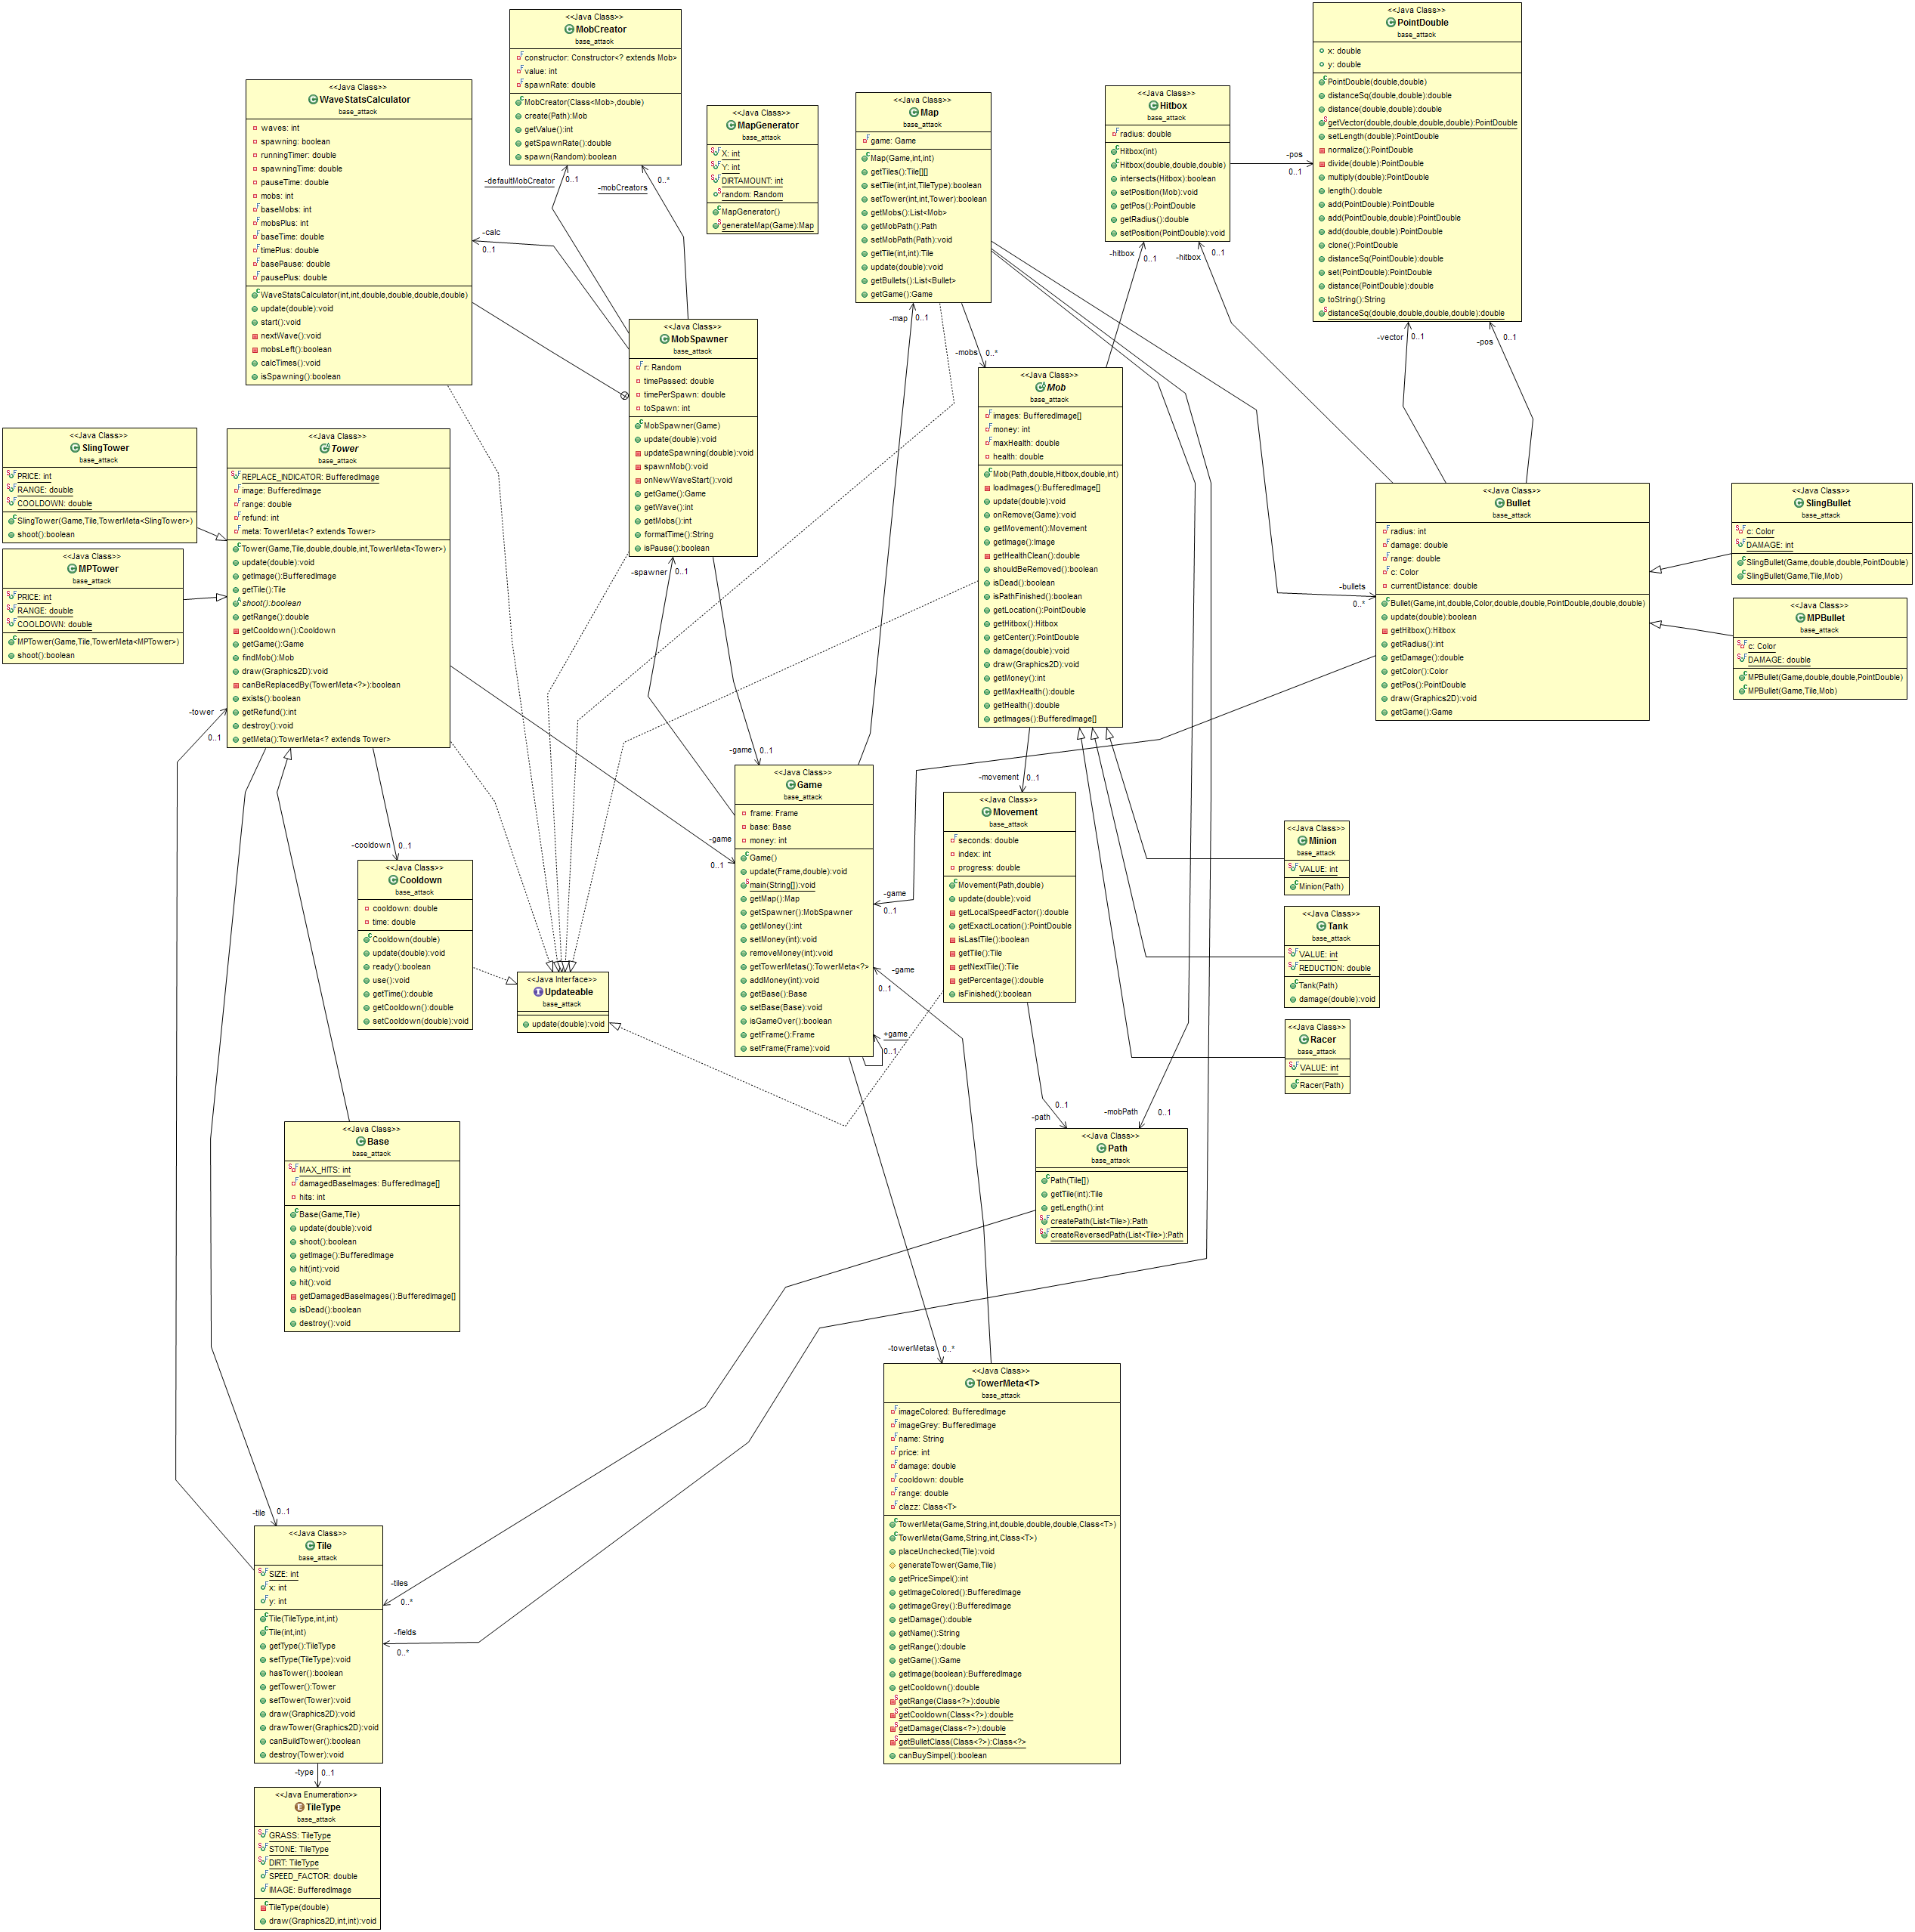 <<Java Class>>
MobCreator
base_attack
constructor: Constructor<? extends Mob>
value: int
spawnRate: double
MobCreator(Class<Mob>,double)
create(Path):Mob
getValue():int
getSpawnRate():double
spawn(Random):boolean
<<Java Class>>
PointDouble
base_attack
x: double
y: double
PointDouble(double,double)
distanceSq(double,double):double
distance(double,double):double
getVector(double,double,double,double):PointDouble
setLength(double):PointDouble
normalize():PointDouble
divide(double):PointDouble
multiply(double):PointDouble
length():double
add(PointDouble):PointDouble
add(PointDouble,double):PointDouble
add(double,double):PointDouble
clone():PointDouble
distanceSq(PointDouble):double
set(PointDouble):PointDouble
distance(PointDouble):double
toString():String
distanceSq(double,double,double,double):double
<<Java Class>>
WaveStatsCalculator
base_attack
waves: int
spawning: boolean
runningTimer: double
spawningTime: double
pauseTime: double
mobs: int
baseMobs: int
mobsPlus: int
baseTime: double
timePlus: double
basePause: double
pausePlus: double
WaveStatsCalculator(int,int,double,double,double,double)
update(double):void
start():void
nextWave():void
mobsLeft():boolean
calcTimes():void
isSpawning():boolean
<<Java Class>>
MapGenerator
base_attack
X: int
Y: int
DIRTAMOUNT: int
random: Random
MapGenerator()
generateMap(Game):Map
<<Java Class>>
Map
base_attack
game: Game
Map(Game,int,int)
getTiles():Tile[][]
setTile(int,int,TileType):boolean
setTower(int,int,Tower):boolean
getMobs():List<Mob>
getMobPath():Path
setMobPath(Path):void
getTile(int,int):Tile
update(double):void
getBullets():List<Bullet>
getGame():Game
<<Java Class>>
Hitbox
base_attack
radius: double
Hitbox(int)
Hitbox(double,double,double)
intersects(Hitbox):boolean
setPosition(Mob):void
getPos():PointDouble
getRadius():double
setPosition(PointDouble):void
-pos
0..1
-defaultMobCreator
0..1
-mobCreators
0..*
-calc
0..1
-hitbox
0..1
-hitbox
0..1
-map
0..1
-mobs
0..*
-vector
0..1
-pos
0..1
<<Java Class>>
MobSpawner
base_attack
r: Random
timePassed: double
timePerSpawn: double
toSpawn: int
MobSpawner(Game)
update(double):void
updateSpawning(double):void
spawnMob():void
onNewWaveStart():void
getGame():Game
getWave():int
getMobs():int
formatTime():String
isPause():boolean
-spawner
0..1
<<Java Class>>
Mob
base_attack
images: BufferedImage[]
money: int
maxHealth: double
health: double
Mob(Path,double,Hitbox,double,int)
loadImages():BufferedImage[]
update(double):void
onRemove(Game):void
getMovement():Movement
getImage():Image
getHealthClean():double
shouldBeRemoved():boolean
isDead():boolean
isPathFinished():boolean
getLocation():PointDouble
getHitbox():Hitbox
getCenter():PointDouble
damage(double):void
draw(Graphics2D):void
getMoney():int
getMaxHealth():double
getHealth():double
getImages():BufferedImage[]
<<Java Class>>
SlingTower
base_attack
PRICE: int
RANGE: double
COOLDOWN: double
SlingTower(Game,Tile,TowerMeta<SlingTower>)
shoot():boolean
<<Java Class>>
MPTower
base_attack
PRICE: int
RANGE: double
COOLDOWN: double
MPTower(Game,Tile,TowerMeta<MPTower>)
shoot():boolean
<<Java Class>>
Tower
base_attack
REPLACE_INDICATOR: BufferedImage
image: BufferedImage
range: double
refund: int
meta: TowerMeta<? extends Tower>
Tower(Game,Tile,double,double,int,TowerMeta<Tower>)
update(double):void
getImage():BufferedImage
getTile():Tile
shoot():boolean
getRange():double
getCooldown():Cooldown
getGame():Game
findMob():Mob
draw(Graphics2D):void
canBeReplacedBy(TowerMeta<?>):boolean
exists():boolean
getRefund():int
destroy():void
getMeta():TowerMeta<? extends Tower>
-tower
0..1
<<Java Class>>
Bullet
base_attack
radius: int
damage: double
range: double
c: Color
currentDistance: double
Bullet(Game,int,double,Color,double,double,PointDouble,double,double)
update(double):boolean
getHitbox():Hitbox
getRadius():int
getDamage():double
getColor():Color
getPos():PointDouble
draw(Graphics2D):void
getGame():Game
-bullets
0..*
<<Java Class>>
SlingBullet
base_attack
c: Color
DAMAGE: int
SlingBullet(Game,double,double,PointDouble)
SlingBullet(Game,Tile,Mob)
<<Java Class>>
MPBullet
base_attack
c: Color
DAMAGE: double
MPBullet(Game,double,double,PointDouble)
MPBullet(Game,Tile,Mob)
-game
0..1
-movement
0..1
-cooldown
0..1
-game
0..1
<<Java Class>>
Game
base_attack
frame: Frame
base: Base
money: int
Game()
update(Frame,double):void
main(String[]):void
getMap():Map
getSpawner():MobSpawner
getMoney():int
setMoney(int):void
removeMoney(int):void
getTowerMetas():TowerMeta<?>
addMoney(int):void
getBase():Base
setBase(Base):void
isGameOver():boolean
getFrame():Frame
setFrame(Frame):void
-game
0..1
-game
0..1
+game
0..1
<<Java Class>>
Movement
base_attack
seconds: double
index: int
progress: double
Movement(Path,double)
update(double):void
getLocalSpeedFactor():double
getExactLocation():PointDouble
isLastTile():boolean
getTile():Tile
getNextTile():Tile
getPercentage():double
isFinished():boolean
<<Java Class>>
Minion
base_attack
VALUE: int
Minion(Path)
<<Java Class>>
Tank
base_attack
VALUE: int
REDUCTION: double
Tank(Path)
damage(double):void
<<Java Class>>
Racer
base_attack
VALUE: int
Racer(Path)
<<Java Class>>
Cooldown
base_attack
cooldown: double
time: double
Cooldown(double)
update(double):void
ready():boolean
use():void
getTime():double
getCooldown():double
setCooldown(double):void
<<Java Interface>>
Updateable
base_attack
update(double):void
-path
0..1
-mobPath
0..1
<<Java Class>>
Base
base_attack
MAX_HITS: int
damagedBaseImages: BufferedImage[]
hits: int
Base(Game,Tile)
update(double):void
shoot():boolean
getImage():BufferedImage
hit(int):void
hit():void
getDamagedBaseImages():BufferedImage[]
isDead():boolean
destroy():void
<<Java Class>>
Path
base_attack
Path(Tile[])
getTile(int):Tile
getLength():int
createPath(List<Tile>):Path
createReversedPath(List<Tile>):Path
-towerMetas
0..*
<<Java Class>>
TowerMeta<T>
base_attack
imageColored: BufferedImage
imageGrey: BufferedImage
name: String
price: int
damage: double
cooldown: double
range: double
clazz: Class<T>
TowerMeta(Game,String,int,double,double,double,Class<T>)
TowerMeta(Game,String,int,Class<T>)
placeUnchecked(Tile):void
generateTower(Game,Tile)
getPriceSimpel():int
getImageColored():BufferedImage
getImageGrey():BufferedImage
getDamage():double
getName():String
getRange():double
getGame():Game
getImage(boolean):BufferedImage
getCooldown():double
getRange(Class<?>):double
getCooldown(Class<?>):double
getDamage(Class<?>):double
getBulletClass(Class<?>):Class<?>
canBuySimpel():boolean
-tile
0..1
<<Java Class>>
Tile
base_attack
SIZE: int
x: int
y: int
Tile(TileType,int,int)
Tile(int,int)
getType():TileType
setType(TileType):void
hasTower():boolean
getTower():Tower
setTower(Tower):void
draw(Graphics2D):void
drawTower(Graphics2D):void
canBuildTower():boolean
destroy(Tower):void
-tiles
0..*
-fields
0..*
-type
0..1
<<Java Enumeration>>
TileType
base_attack
GRASS: TileType
STONE: TileType
DIRT: TileType
SPEED_FACTOR: double
IMAGE: BufferedImage
TileType(double)
draw(Graphics2D,int,int):void